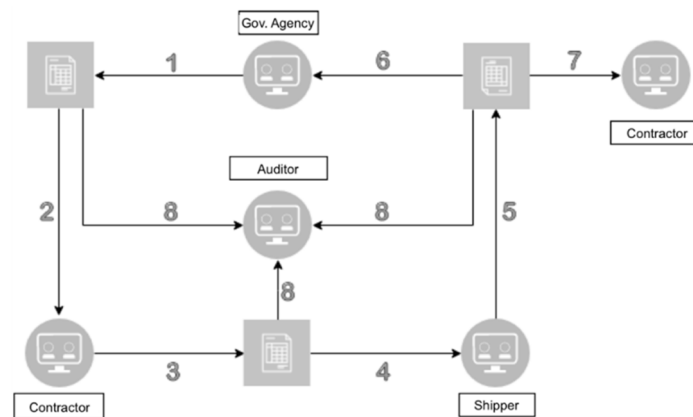 Gov. Agency
1
6
7
Contractor
Auditor
2
8
8
5
8
3
4
Contractor
Shipper